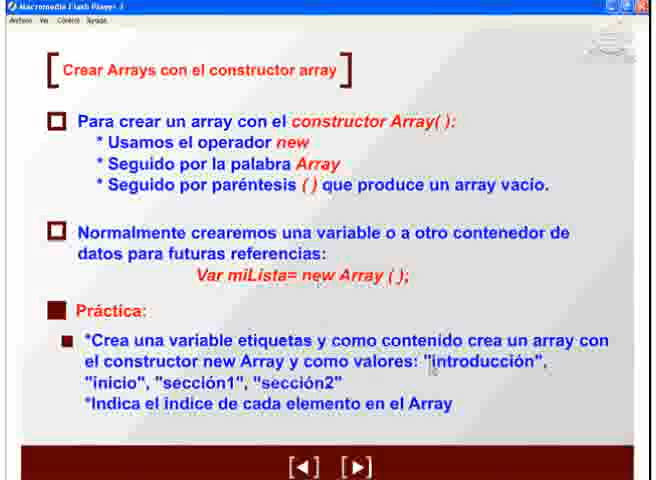 Macromedia Flash Player 7
Archivo Ver Control Ayuda
Crear Arrays con el constructor array
Para crear un array con el constructor Array( ):
* Usamos el operador new
* Seguido por la palabra Array
* Seguido por paréntesis ( ) que produce un array vacío.
Normalmente crearemos una variable o a otro contenedor de
datos para futuras referencias:
Var miLista= new Array ( );
Práctica:
*Crea una variable etiquetas y como contenido crea un array con
el constructor new Array y como valores: "introducción",
"inicio", "sección1", "sección2"
*Indica el indice de cada elemento en el Array